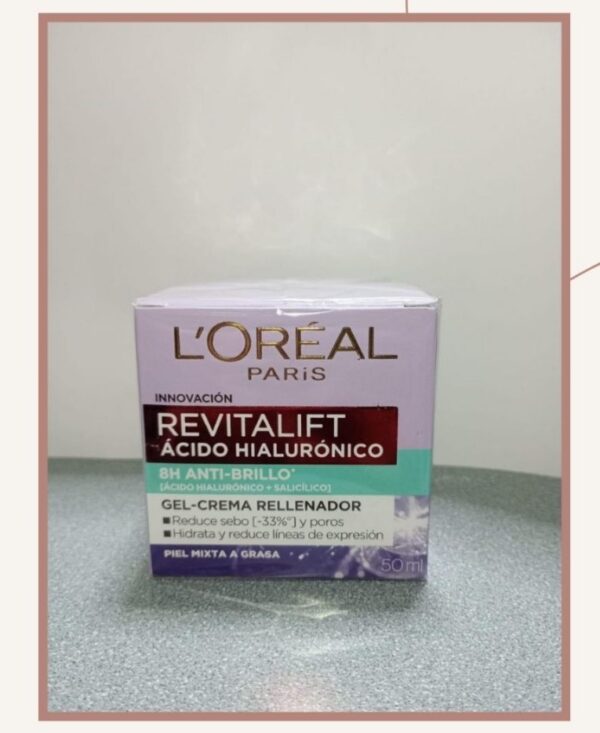 L'ORÉAL
PARiS
INNOVACIÓN
REVITALIFT
ÁCIDO HIALURÓNICO
8H ANTI-BRILLO*
[ÁCIDO HIALURÓNICO + SALICÍLICO]
GEL-CREMA RELLENADOR
■ Reduce sebo [-33%**] y poros
■ Hidrata y reduce líneas de expresión
PIEL MIXTA A GRASA
50 ml